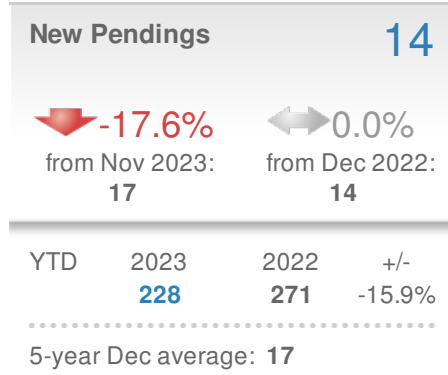 New Pendings 14
-17.6% 0.0%
from Nov 2023: from Dec 2022:
17 14
YTD 2023 2022 +/-
228 271 -15.9%
5-year Dec average: 17